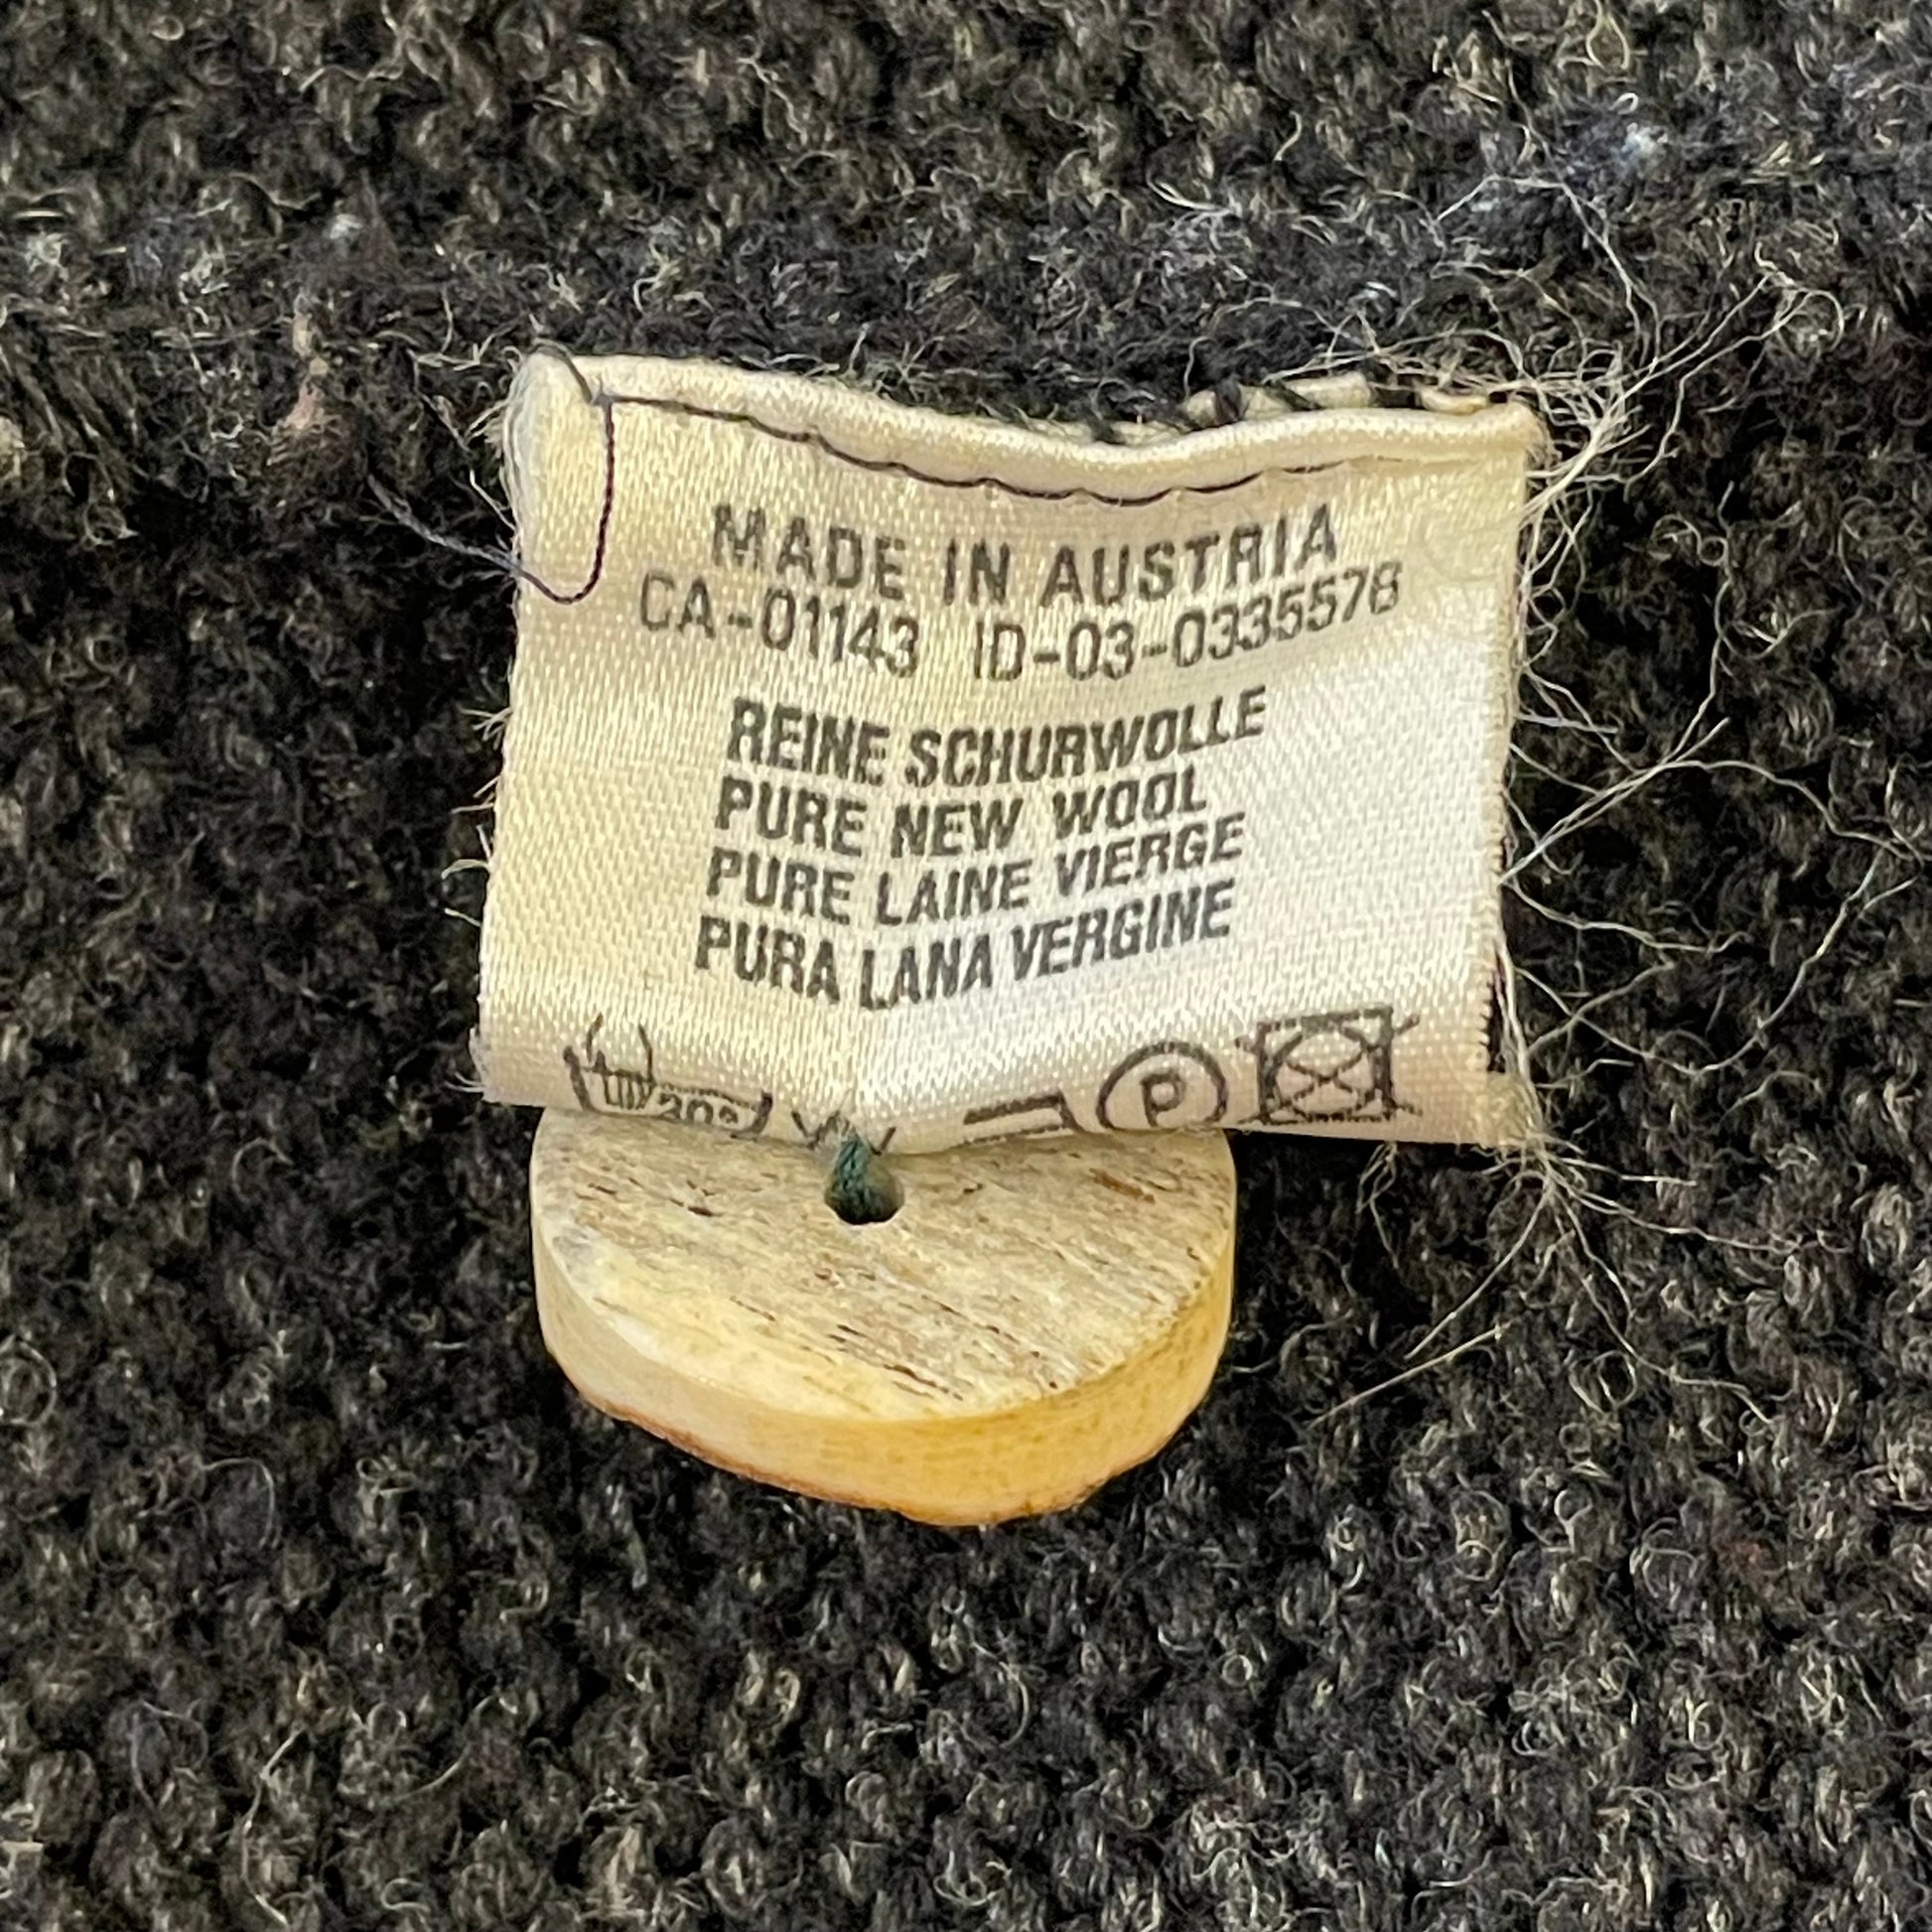 MADE IN AUSTRIA
CA-01143 ID-03-0335578
REINE SCHURWOLLE
PURE NEW WOOL
PURE LAINE VIERGE
PURA LANA VERGINE
30°
P